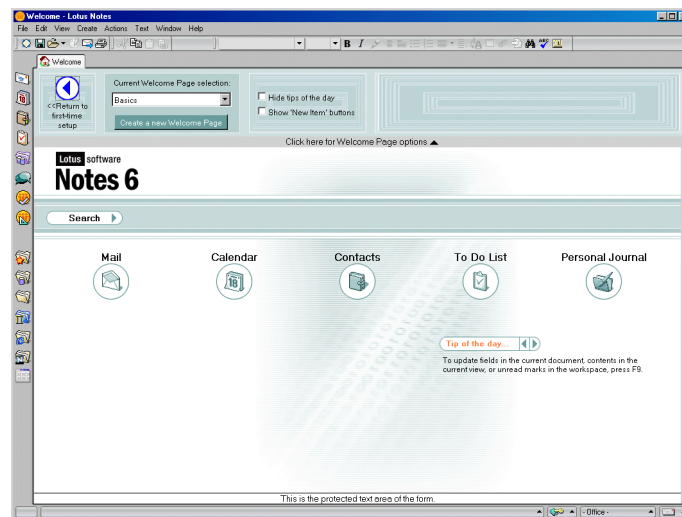 Welcome - Lotus Notes
File Edit View Create Actions Text Window Help
B I
Welcome
Current Welcome Page selection:
Basics
Create a new Welcome Page
<<Return to
first-time
setup
Hide tips of the day
Show 'New Item' buttons
Click here for Welcome Page options
Lotus software
Notes 6
Search
Mail Calendar Contacts To Do List Personal Journal
18
Tip of the day...
To update fields in the current document, contents in the
current view, or unread marks in the workspace, press F9.
This is the protected text area of the form.
- Office -